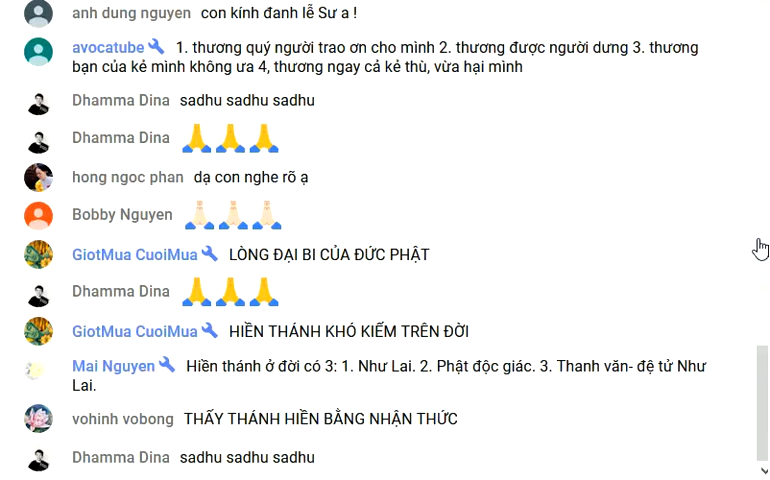 anh dung nguyen con kính đanh lễ Sư a !
avocatube 1. thương quý người trao ơn cho mình 2. thương được người dưng 3. thương
bạn của kẻ mình không ưa 4, thương ngay cả kẻ thù, vừa hại mình
Dhamma Dina sadhu sadhu sadhu
Dhamma Dina 🙏🙏🙏
hong ngoc phan dạ con nghe rõ ạ
Bobby Nguyen 🙏🏻🙏🏻🙏🏻
GiotMua CuoiMua LÒNG ĐẠI BI CỦA ĐỨC PHẬT
Dhamma Dina 🙏🙏🙏
GiotMua CuoiMua HIỀN THÁNH KHÓ KIẾM TRÊN ĐỜI
Mai Nguyen Hiền thánh ở đời có 3: 1. Như Lai. 2. Phật độc giác. 3. Thanh văn- đệ tử Như
Lai.
vohinh vobong THẤY THÁNH HIỀN BẰNG NHẬN THỨC
Dhamma Dina sadhu sadhu sadhu